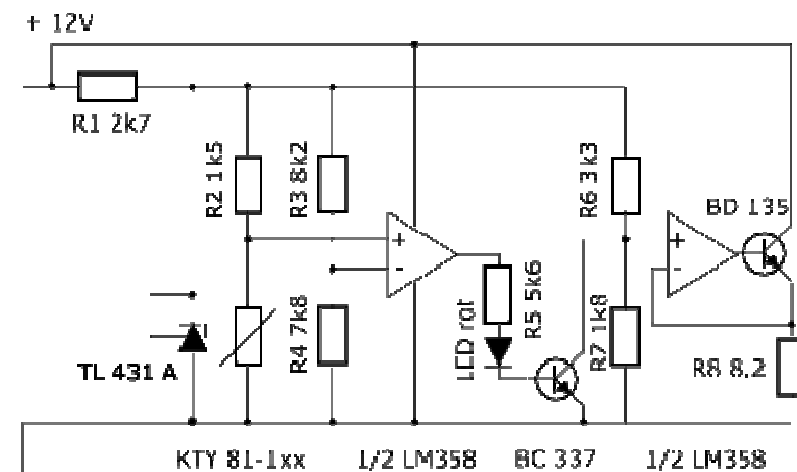 + 12V
R1 2k7
R2 1k5
R3 8k2
R6 3k3
BD 135
+
-
+
-
R4 7k8
LED rot
R5 5k6
R7 1k8
R8 8.2
TL 431 A
KTY 81-1xx
1/2 LM358
BC 337
1/2 LM358